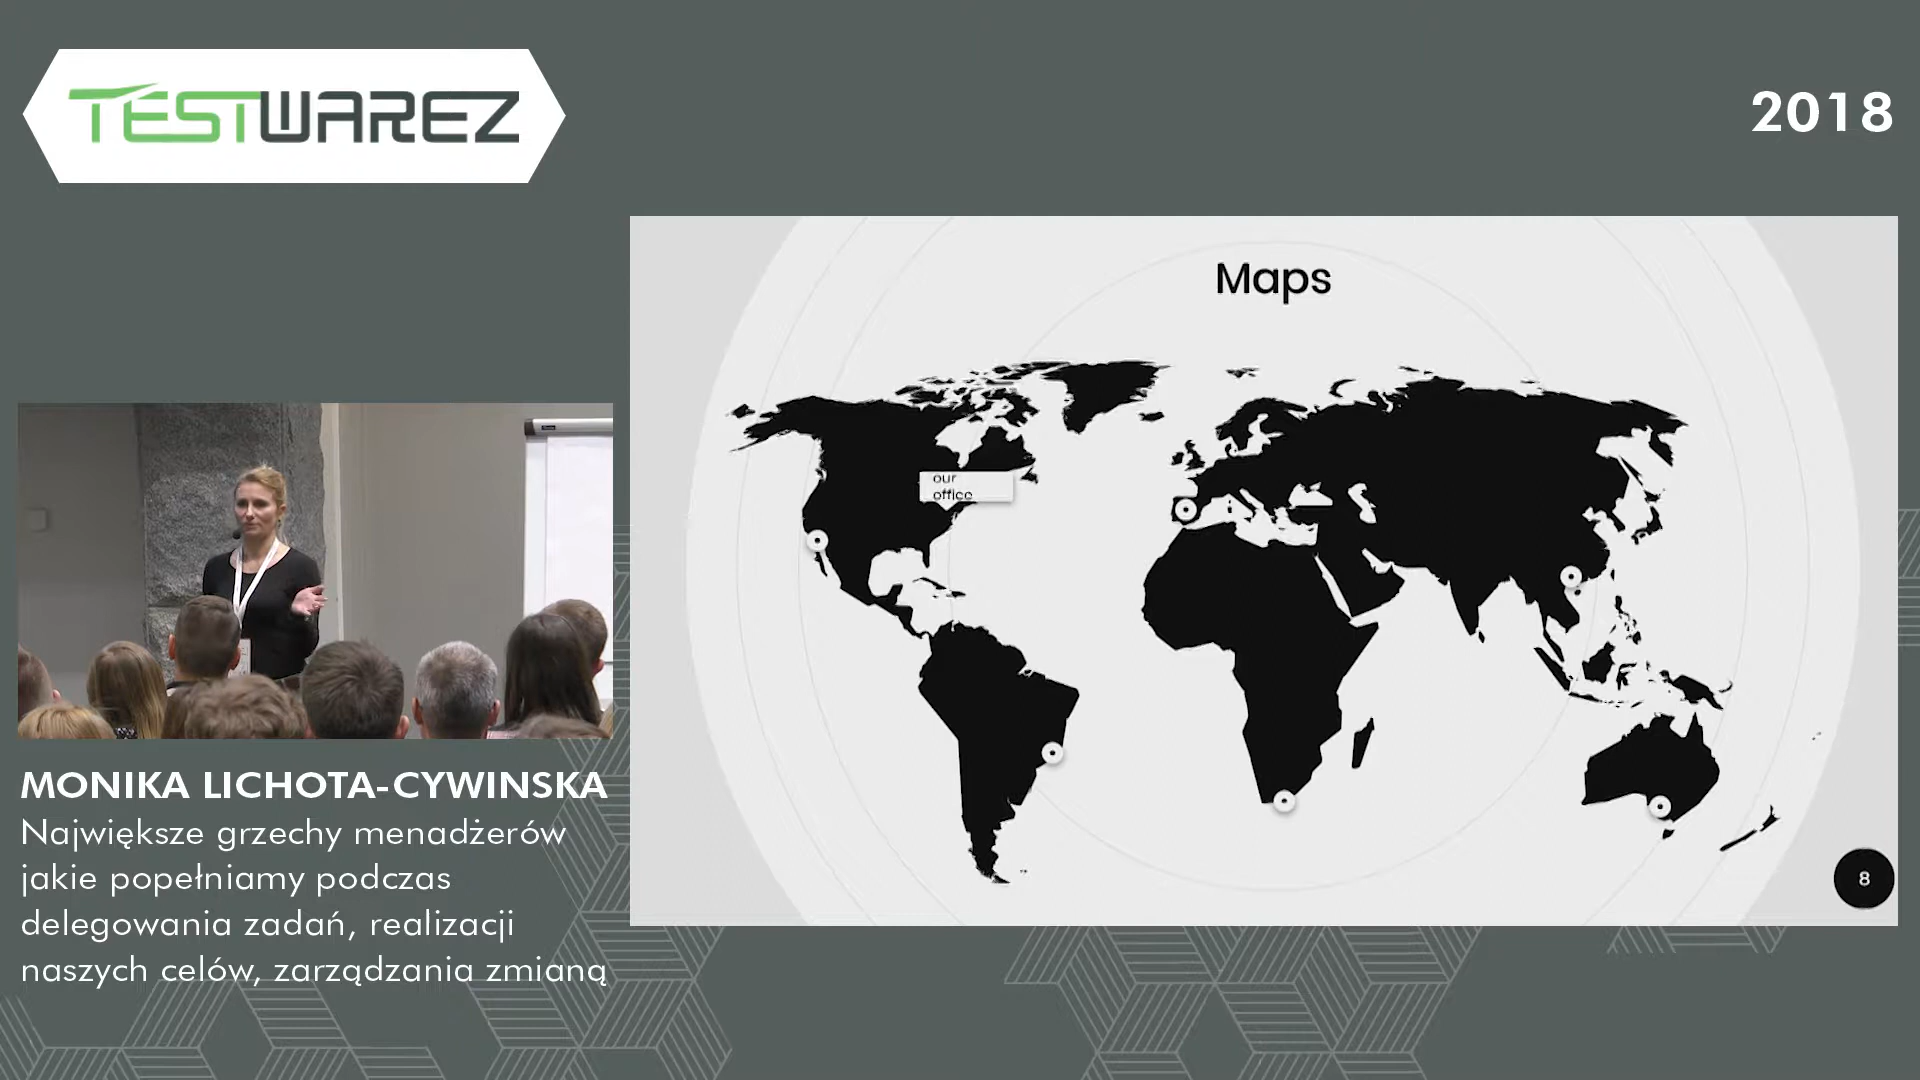 TESTWAREZ
2018
Maps
our
office
8
MONIKA LICHOTA-CYWINSKA
Największe grzechy menadżerów
jakie popełniamy podczas
delegowania zadań, realizacji
naszych celów, zarządzania zmianą